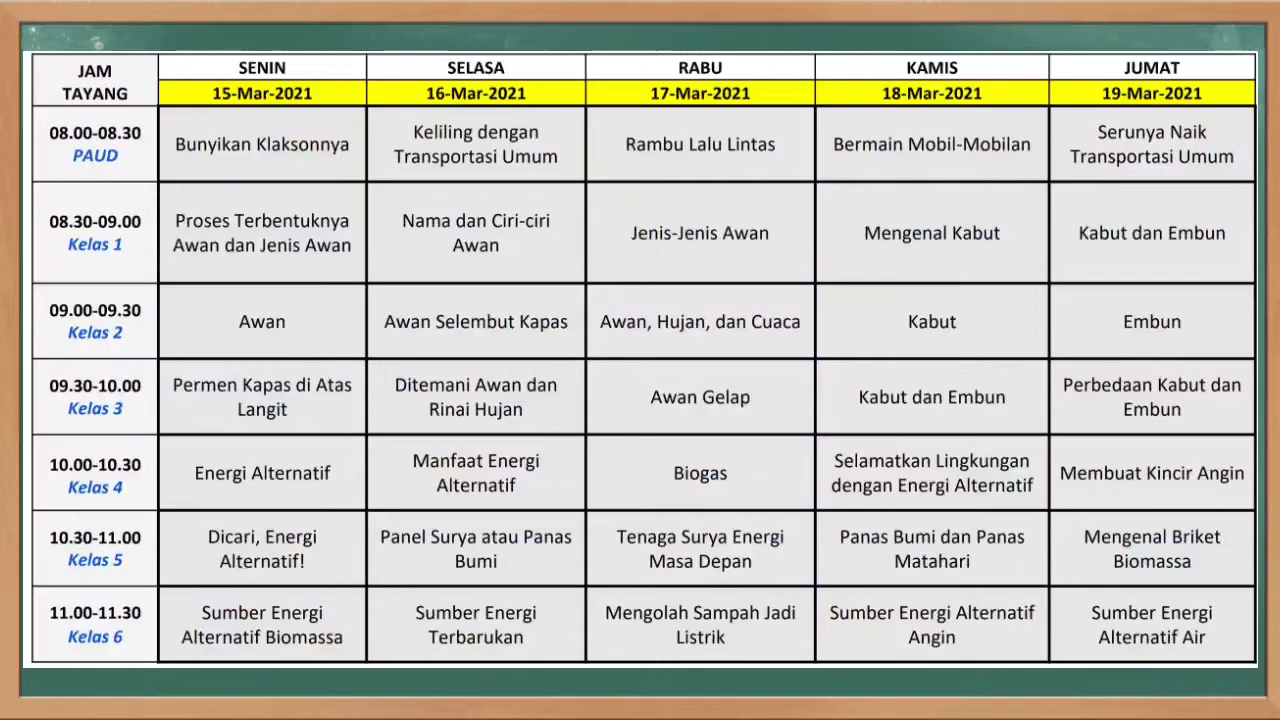 JAM TAYANG
SENIN
SELASA
RABU
KAMIS
JUMAT
15-Mar-2021
16-Mar-2021
17-Mar-2021
18-Mar-2021
19-Mar-2021
08.00-08.30
PAUD
Bunyikan Klaksonnya
Keliling dengan
Transportasi Umum
Rambu Lalu Lintas
Bermain Mobil-Mobilan
Serunya Naik
Transportasi Umum
08.30-09.00
Kelas 1
Proses Terbentuknya
Awan dan Jenis Awan
Nama dan Ciri-ciri
Awan
Jenis-Jenis Awan
Mengenal Kabut
Kabut dan Embun
09.00-09.30
Kelas 2
Awan
Awan Selembut Kapas
Awan, Hujan, dan Cuaca
Kabut
Embun
09.30-10.00
Kelas 3
Permen Kapas di Atas
Langit
Ditemani Awan dan
Rinai Hujan
Awan Gelap
Kabut dan Embun
Perbedaan Kabut dan
Embun
10.00-10.30
Kelas 4
Energi Alternatif
Manfaat Energi
Alternatif
Biogas
Selamatkan Lingkungan
dengan Energi Alternatif
Membuat Kincir Angin
10.30-11.00
Kelas 5
Dicari, Energi
Alternatif!
Panel Surya atau Panas
Bumi
Tenaga Surya Energi
Masa Depan
Panas Bumi dan Panas
Matahari
Mengenal Briket
Biomassa
11.00-11.30
Kelas 6
Sumber Energi
Alternatif Biomassa
Sumber Energi
Terbarukan
Mengolah Sampah Jadi
Listrik
Sumber Energi Alternatif
Angin
Sumber Energi
Alternatif Air